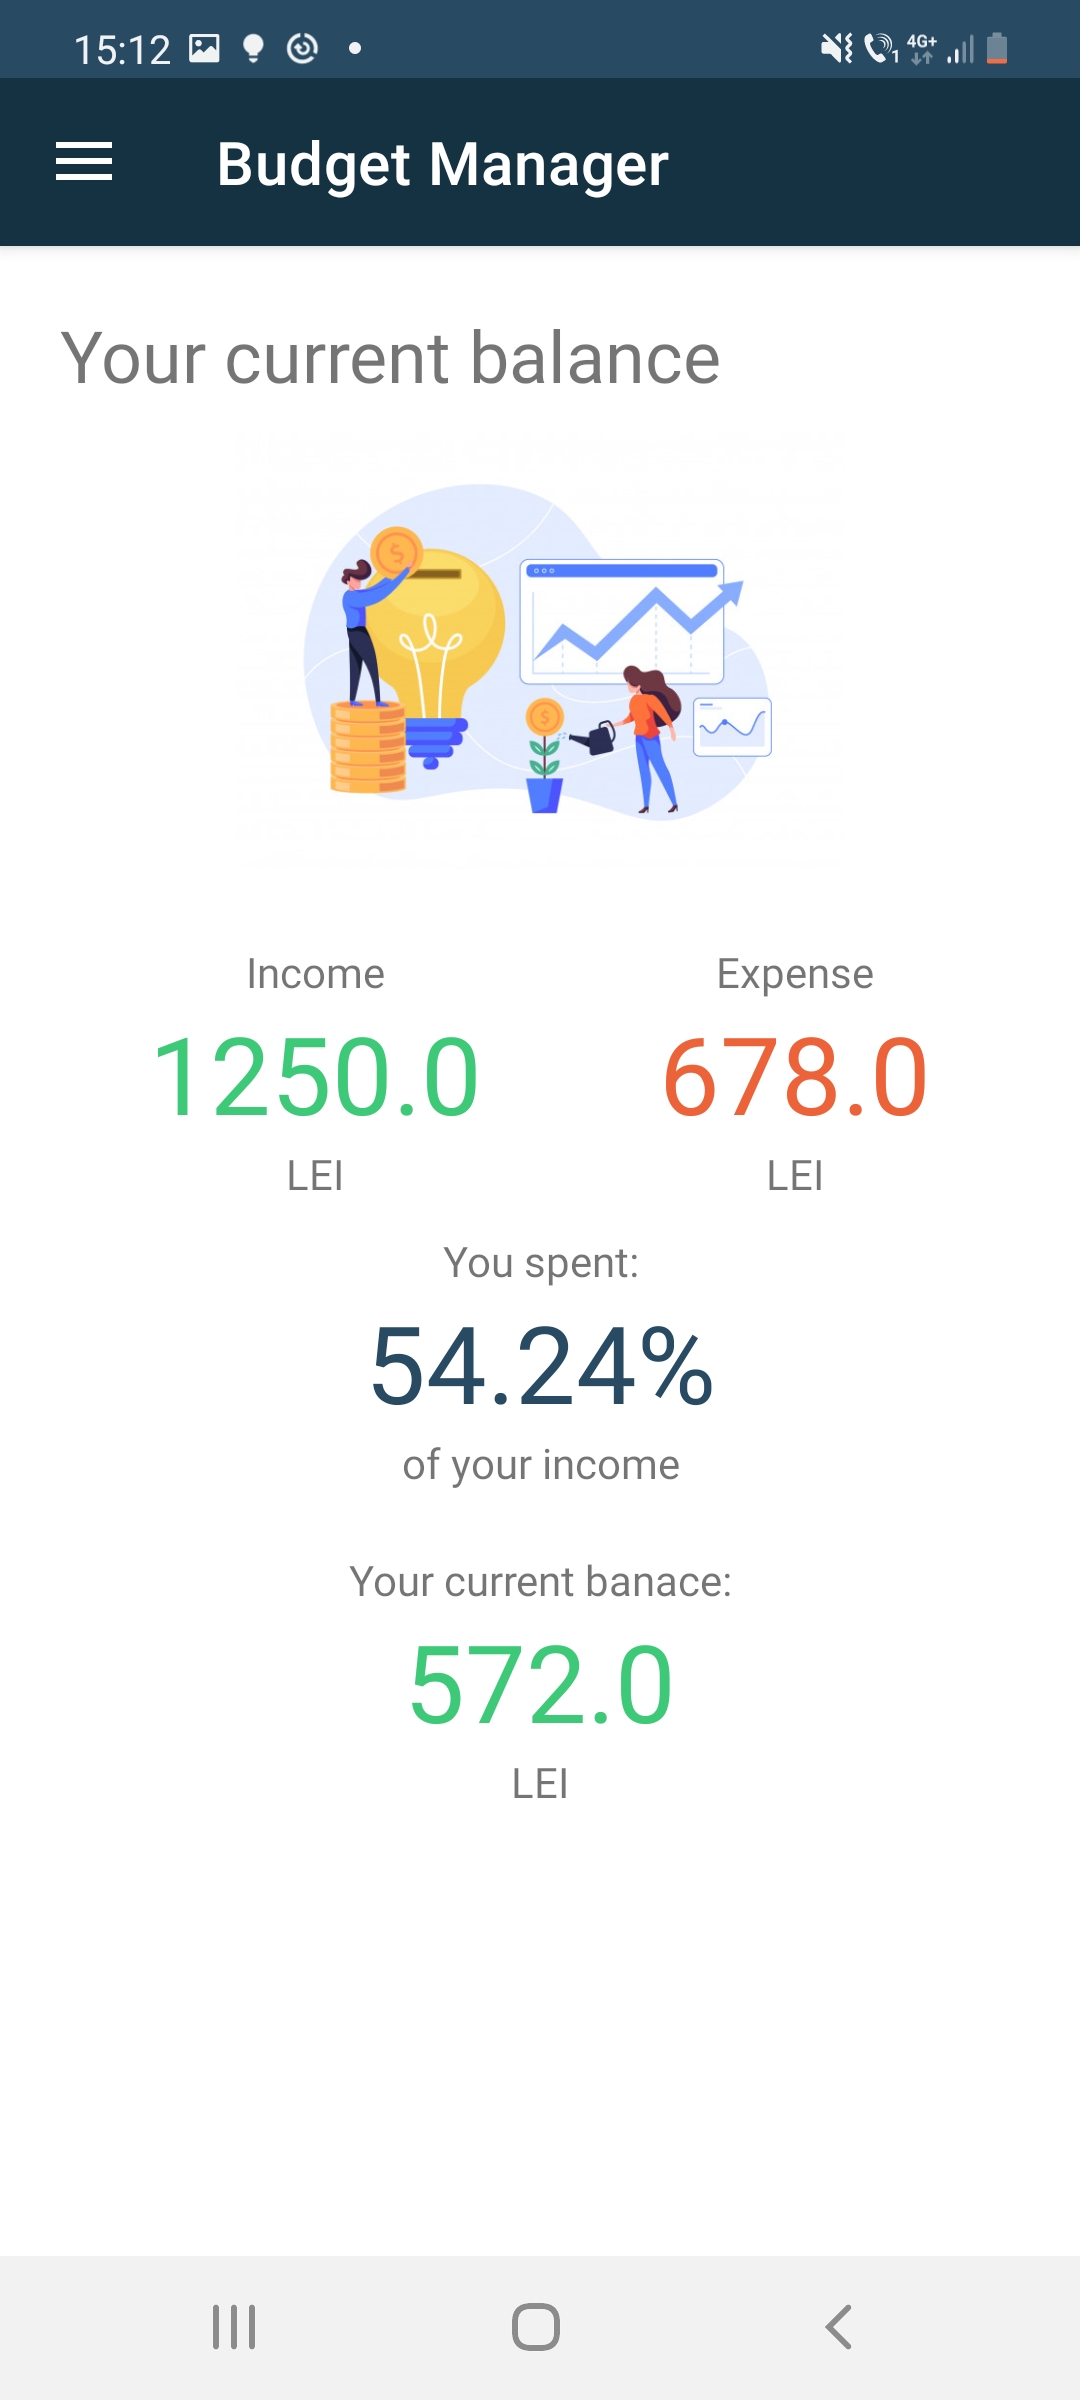 15:12
4G+
1
Budget Manager
Your current balance
$
$
Income Expense
1250.0 678.0
LEI LEI
You spent:
54.24%
of your income
Your current banace:
572.0
LEI